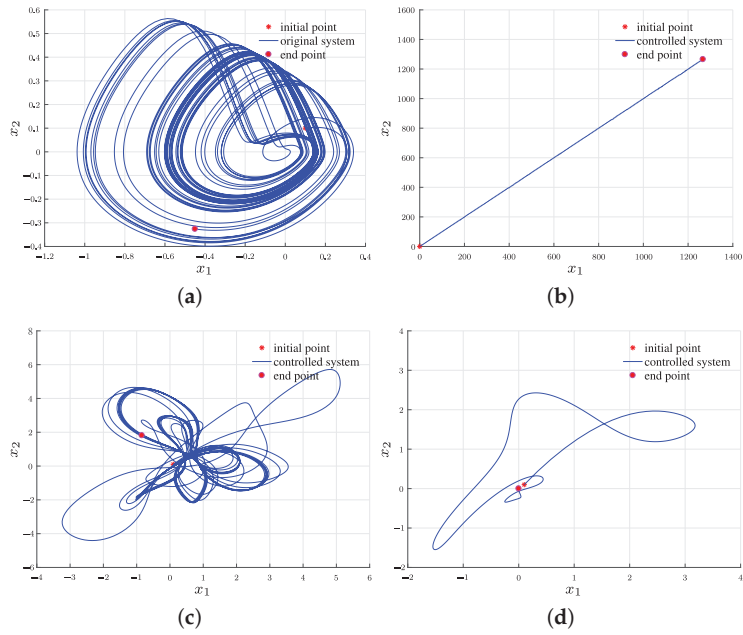 0.6
0.5
0.4
0.3
0.2
0.1
0
−0.1
−0.2
−0.3
−0.4
x2
−1.2 −1 −0.8 −0.6 −0.4 −0.2 0 0.2 0.4
x1
initial point
original system
end point
(a)
1600
1400
1200
1000
800
600
400
200
0
x2
0 200 400 600 800 1000 1200 1400
x1
initial point
controlled system
end point
(b)
8
6
4
2
0
−2
−4
−6
x2
−4 −3 −2 −1 0 1 2 3 4 5 6
x1
initial point
controlled system
end point
(c)
4
3
2
1
0
−1
−2
x2
−2 −1 0 1 2 3 4
x1
initial point
controlled system
end point
(d)